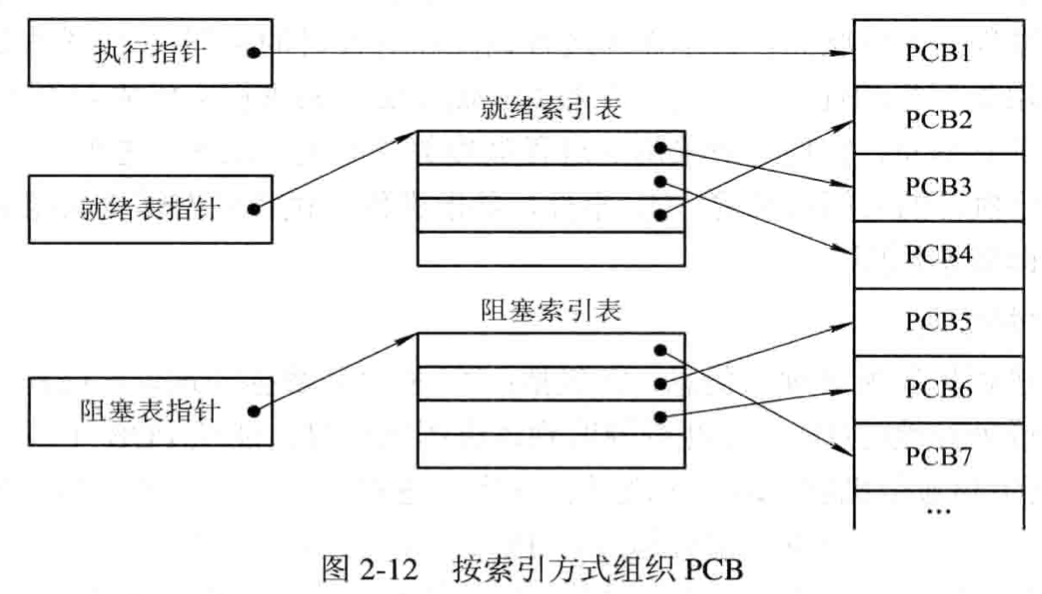 执行指针
就绪表指针
阻塞表指针
就绪索引表
阻塞索引表
PCB1
PCB2
PCB3
PCB4
PCB5
PCB6
PCB7
...
图 2-12 按索引方式组织 PCB